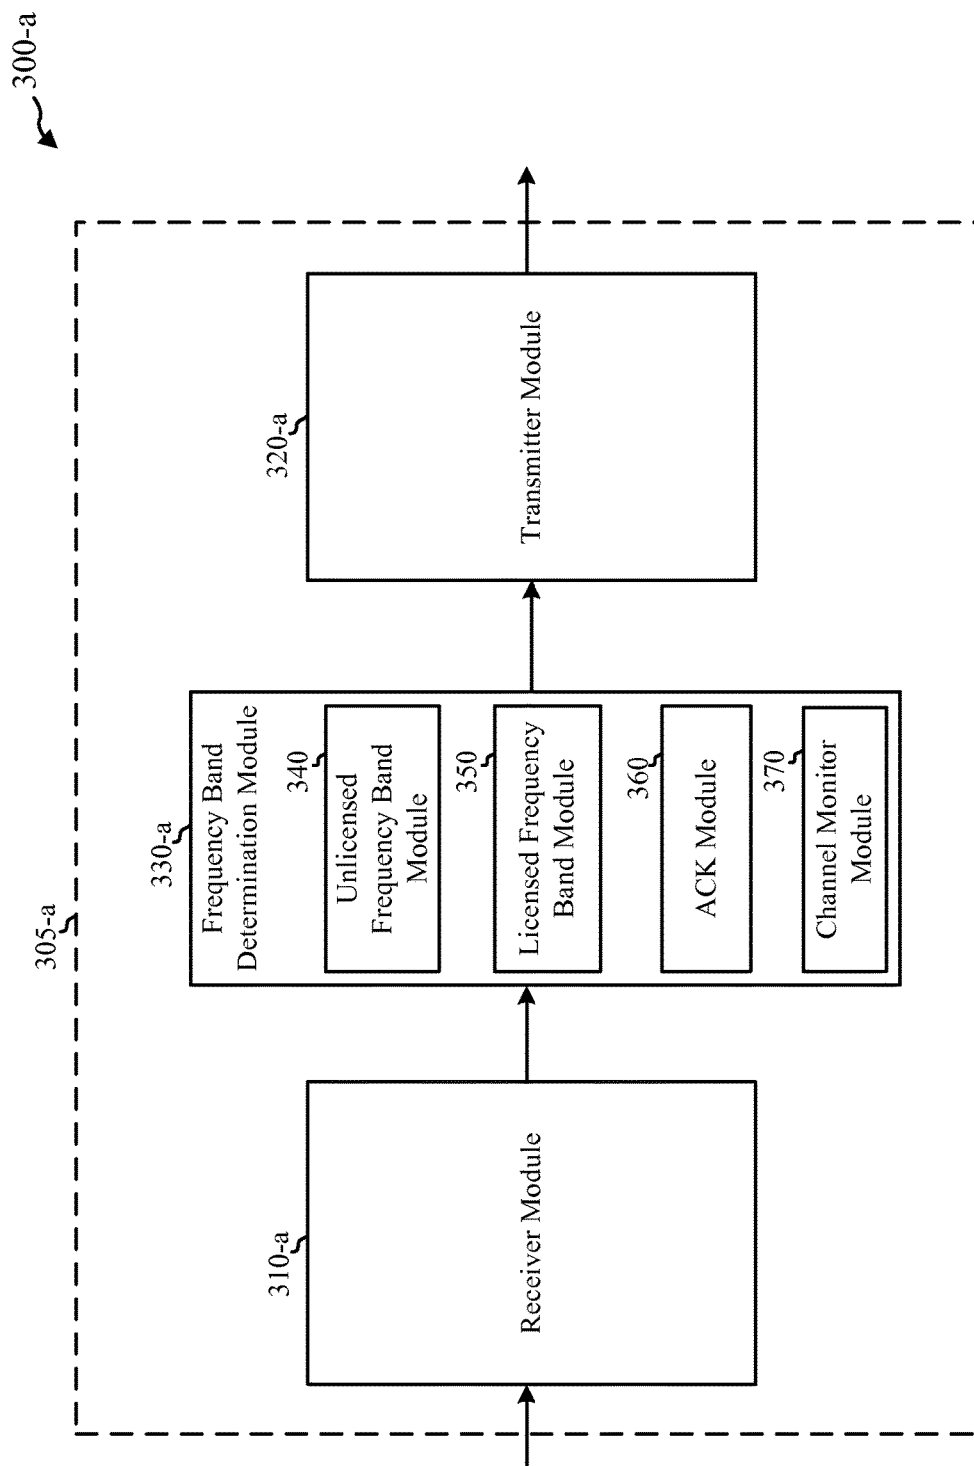 300-a
305-a
310-a
Receiver Module
330-a
Frequency Band
Determination Module
340
Unlicensed
Frequency Band
Module
350
Licensed Frequency
Band Module
360
ACK Module
370
Channel Monitor
Module
320-a
Transmitter Module